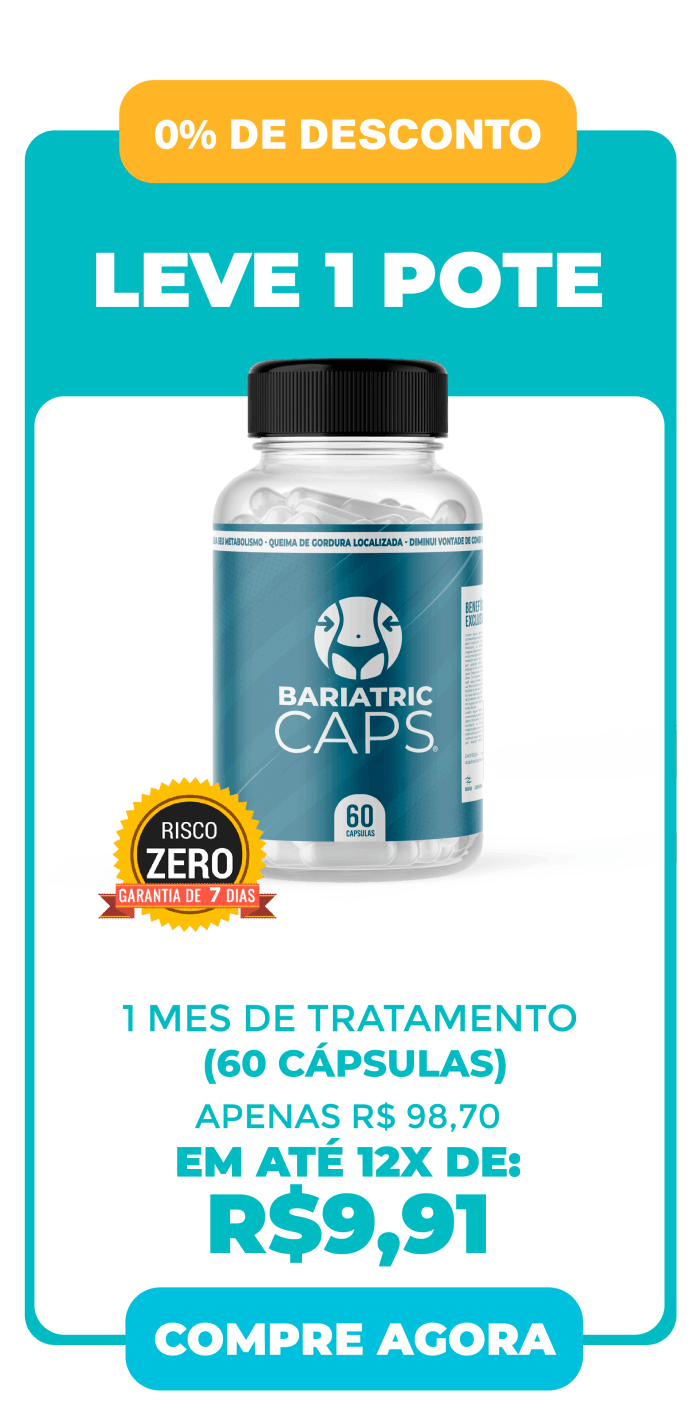 0% DE DESCONTO
LEVE 1 POTE
SEU METABOLISMO - QUEIMA DE GORDURA LOCALIZADA - DIMINUI VONTADE DE
BARIATRIC
CAPS®
60
CAPSULAS
RISCO
ZERO
GARANTIA DE 7 DIAS
1 MES DE TRATAMENTO
(60 CÁPSULAS)
APENAS R$ 98,70
EM ATÉ 12X DE:
R$9,91
COMPRE AGORA